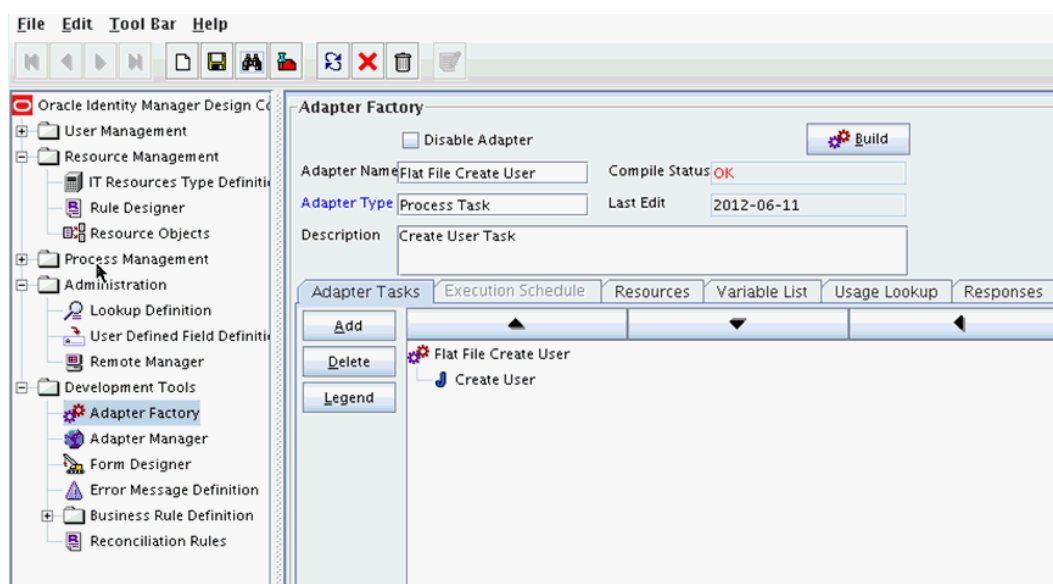 File Edit Tool Bar Help
Oracle Identity Manager Design Co
User Management
Resource Management
IT Resources Type Definiti
Rule Designer
Resource Objects
Process Management
Administration
Lookup Definition
User Defined Field Definiti
Remote Manager
Development Tools
Adapter Factory
Adapter Manager
Form Designer
Error Message Definition
Business Rule Definition
Reconciliation Rules
Adapter Factory
Disable Adapter
Build
Adapter Name Flat File Create User Compile Status OK
Adapter Type Process Task Last Edit 2012-06-11
Description Create User Task
Adapter Tasks Execution Schedule Resources Variable List Usage Lookup Responses
Add
Delete
Legend
Flat File Create User
Create User